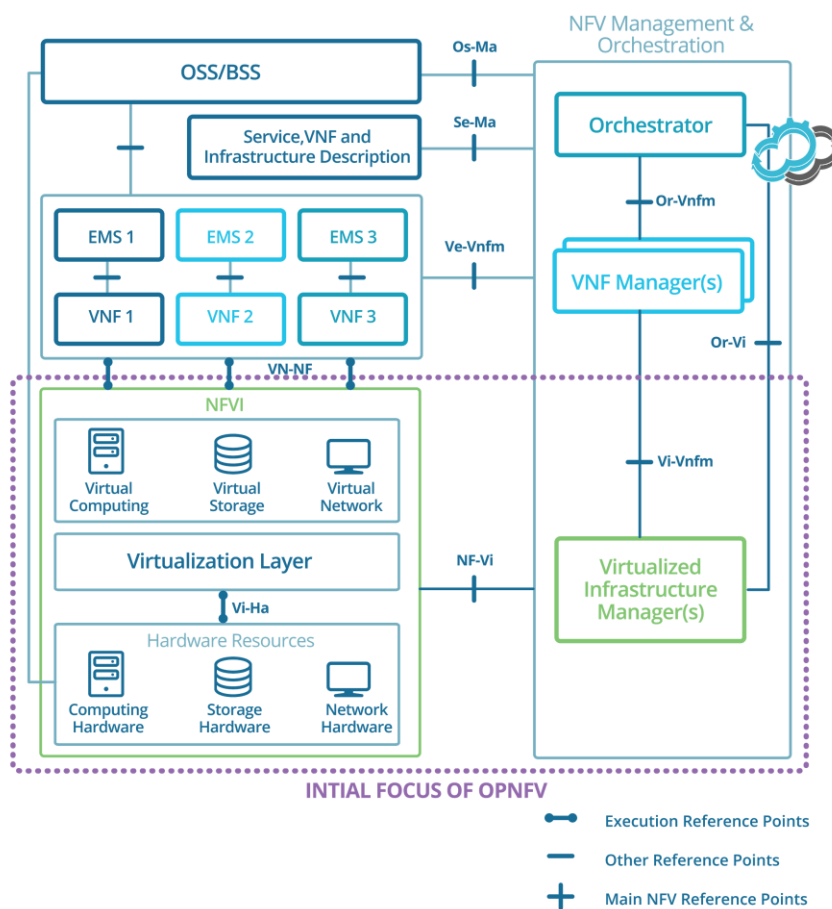 NFV Management &
Orchestration
Os-Ma
OSS/BSS
Se-Ma
Service,VNF and
Infrastructure Description
Orchestrator
Or-Vnfm
EMS 1
EMS 2
EMS 3
Ve-Vnfm
VNF Manager(s)
VNF 1
VNF 2
VNF 3
Or-Vi
VN-NF
NFVI
Virtual
Computing
Virtual
Storage
Virtual
Network
Vi-Vnfm
Virtualization Layer
NF-Vi
Virtualized
Infrastructure
Manager(s)
Vi-Ha
Hardware Resources
Computing
Hardware
Storage
Hardware
Network
Hardware
INTIAL FOCUS OF OPNFV
Execution Reference Points
Other Reference Points
Main NFV Reference Points